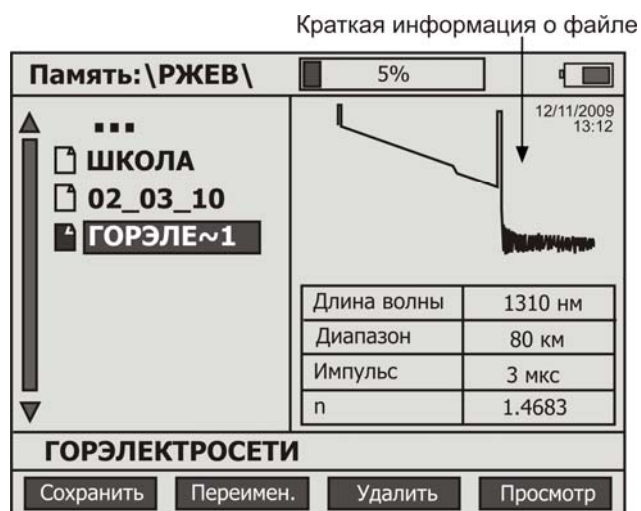 Краткая информация о файле
Память:\РЖЕВ\ 5%
12/11/2009
13:12
...
ШКОЛА
02_03_10
ГОРЭЛЕ~1
Длина волны 1310 нм
Диапазон 80 км
Импульс 3 мкс
n 1.4683
ГОРЭЛЕКТРОСЕТИ
Сохранить Переимен. Удалить Просмотр